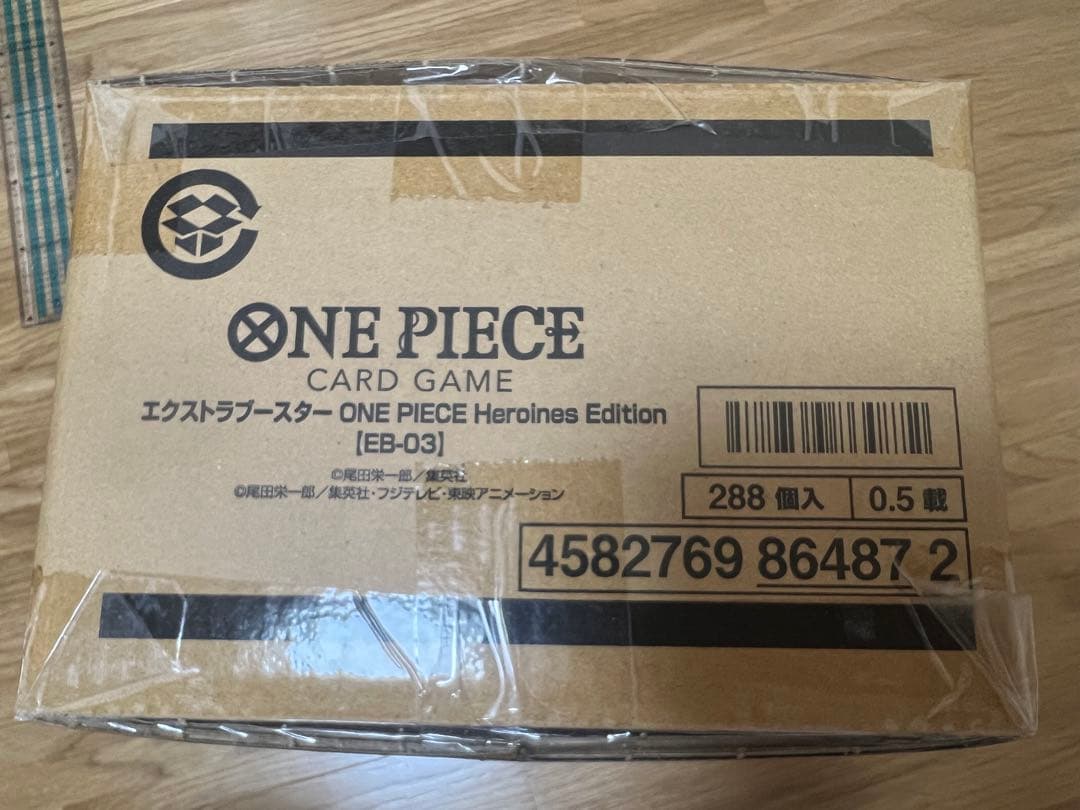 ONE PIECE
CARD GAME
エクストラブースター ONE PIECE Heroines Edition
【EB-03】
©尾田栄一郎／集英社
©尾田栄一郎／集英社・フジテレビ・東映アニメーション
288 個入 0.5 載
4582769 86487 2